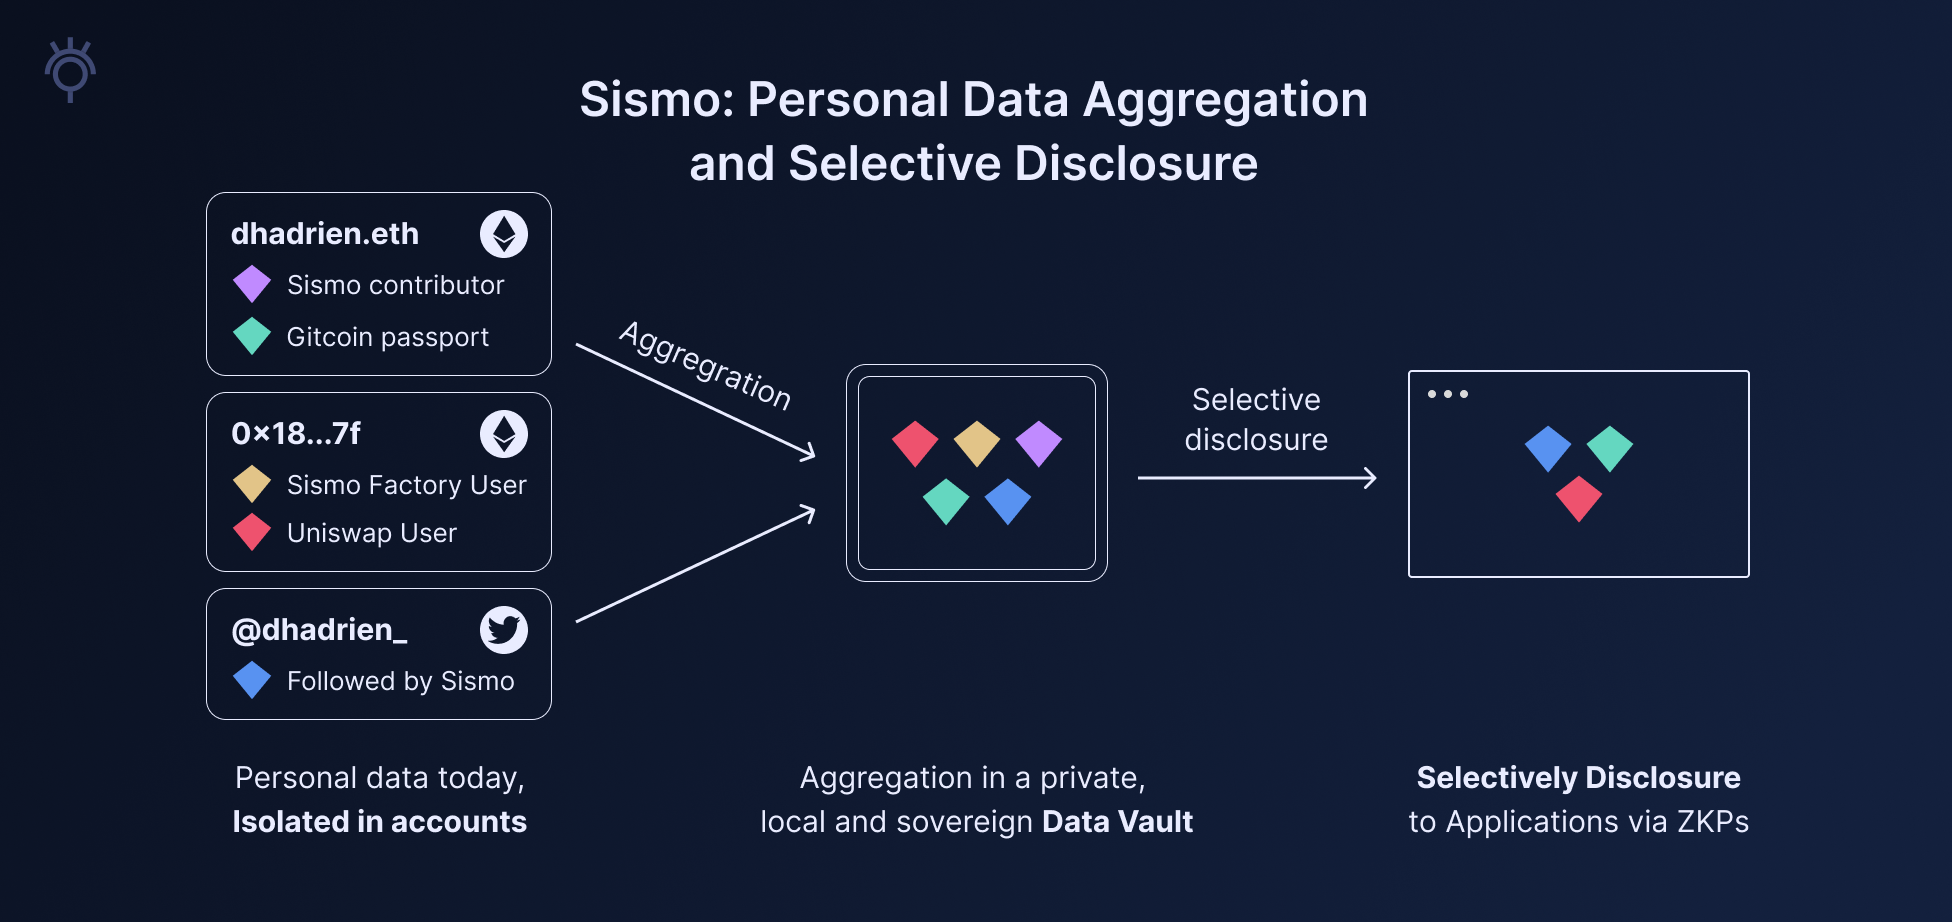 Sismo: Personal Data Aggregation
and Selective Disclosure
dhadrien.eth
Sismo contributor
Gitcoin passport
0×18...7f
Sismo Factory User
Uniswap User
@dhadrien_
Followed by Sismo
Personal data today,
Isolated in accounts
Aggregration
Aggregation in a private,
local and sovereign Data Vault
Selective
disclosure
Selectively Disclosure
to Applications via ZKPs